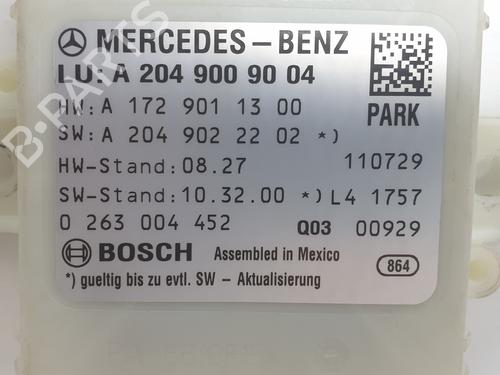 MERCEDES-BENZ
LU: A 204 900 90 04
HW: A 172 901 13 00
PARK
SW: A 204 902 22 02 *)
HW-Stand: 08.27
110729
SW-Stand: 10.32.00 *) L4 1757
0 263 004 452
Q03 00929
BOSCH Assembled in Mexico
864
*) gueltig bis zu evtl. SW - Aktualisierung
B-PARTS